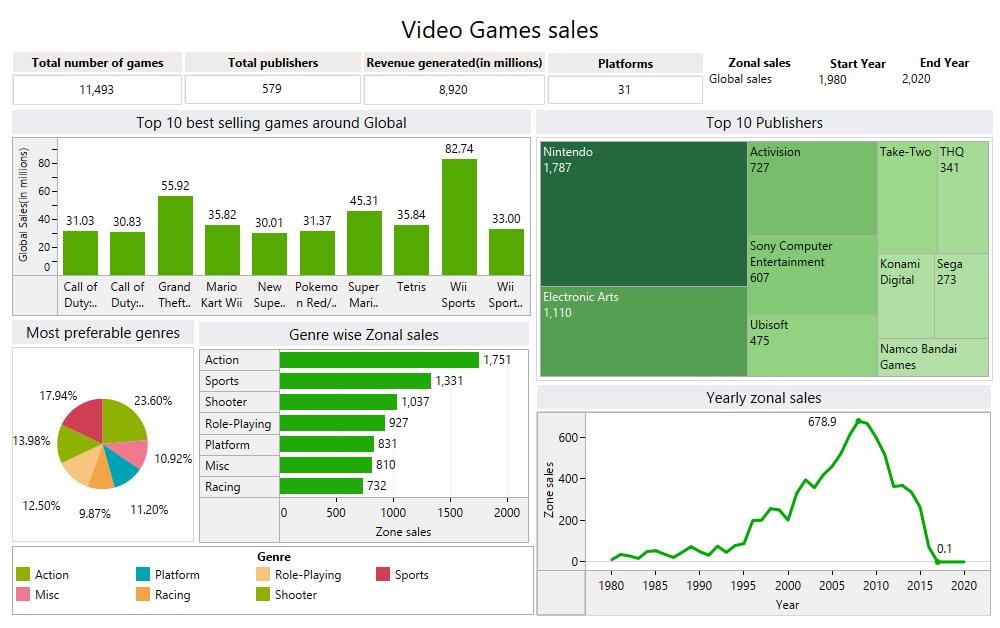 Video Games sales
Total number of games
11,493
Total publishers
579
Revenue generated(in millions)
8,920
Platforms
31
Zonal sales
Global sales
Start Year
1,980
End Year
2,020
Top 10 best selling games around Global
Global Sales(in millions)
80
60
40
20
0
31.03
30.83
55.92
35.82
30.01
31.37
45.31
35.84
82.74
33.00
Call of
Duty:..
Call of
Duty:..
Grand
Theft..
Mario
Kart Wii
New
Supe..
Pokemo
n Red/..
Super
Mari..
Tetris
Wii
Sports
Wii
Sport..
Top 10 Publishers
Nintendo
1,787
Electronic Arts
1,110
Activision
727
Sony Computer
Entertainment
607
Ubisoft
475
Take-Two
THQ
341
Konami
Digital
Sega
273
Namco Bandai
Games
Most preferable genres
17.94%
23.60%
13.98%
10.92%
12.50%
9.87%
11.20%
Genre wise Zonal sales
Action
1,751
Sports
1,331
Shooter
1,037
Role-Playing
927
Platform
831
Misc
810
Racing
732
0
500
1000
1500
2000
Zone sales
Genre
Action
Platform
Role-Playing
Sports
Misc
Racing
Shooter
Yearly zonal sales
Zone sales
600
400
200
0
678.9
0.1
1980
1985
1990
1995
2000
2005
2010
2015
2020
Year